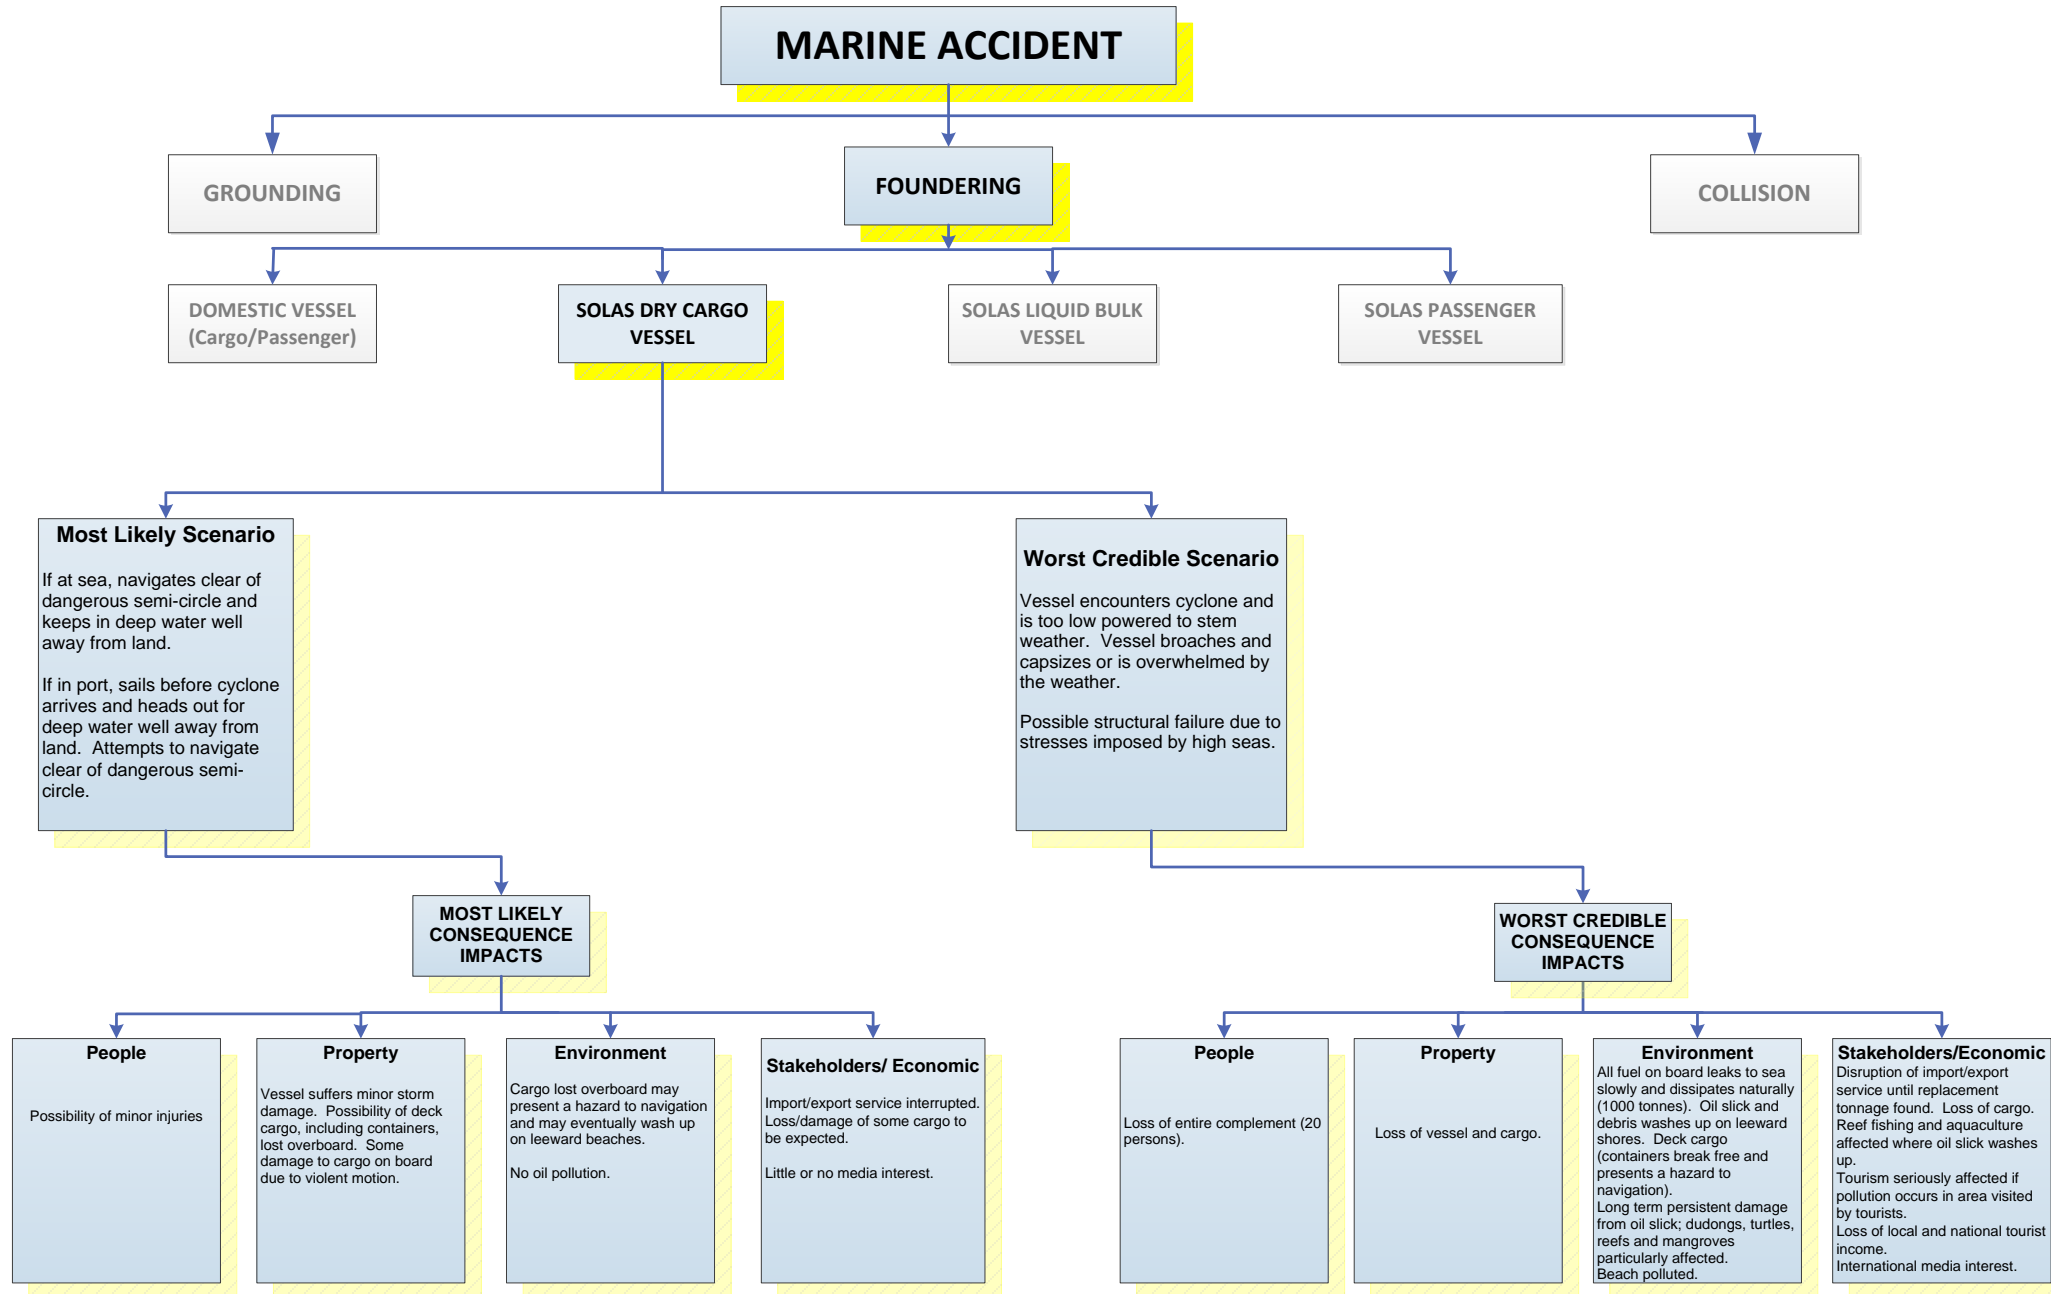 MARINE ACCIDENT
GROUNDING
FOUNDERING
COLLISION
DOMESTIC VESSEL
(Cargo/Passenger)
SOLAS DRY CARGO
VESSEL
SOLAS LIQUID BULK
VESSEL
SOLAS PASSENGER
VESSEL
Most Likely Scenario
If at sea, navigates clear of
dangerous semi-circle and
keeps in deep water well
away from land.
If in port, sails before cyclone
arrives and heads out for
deep water well away from
land.  Attempts to navigate
clear of dangerous semi-
circle.
Worst Credible Scenario
Vessel encounters cyclone and
is too low powered to stem
weather.  Vessel broaches and
capsizes or is overwhelmed by
the weather.
Possible structural failure due to
stresses imposed by high seas.
MOST LIKELY
CONSEQUENCE
IMPACTS
WORST CREDIBLE
CONSEQUENCE
IMPACTS
People
Possibility of minor injuries
Property
Vessel suffers minor storm
damage.  Possibility of deck
cargo, including containers,
lost overboard.  Some
damage to cargo on board
due to violent motion.
Environment
Cargo lost overboard may
present a hazard to navigation
and may eventually wash up
on leeward beaches.
No oil pollution.
Stakeholders/ Economic
Import/export service interrupted.
Loss/damage of some cargo to
be expected.
Little or no media interest.
People
Loss of entire complement (20
persons).
Property
Loss of vessel and cargo.
Environment
All fuel on board leaks to sea
slowly and dissipates naturally
(1000 tonnes).  Oil slick and
debris washes up on leeward
shores.  Deck cargo
(containers break free and
presents a hazard to
navigation).
Long term persistent damage
from oil slick; dudongs, turtles,
reefs and mangroves
particularly affected.
Beach polluted.
Stakeholders/Economic
Disruption of import/export
service until replacement
tonnage found.  Loss of cargo.
Reef fishing and aquaculture
affected where oil slick washes
up.
Tourism seriously affected if
pollution occurs in area visited
by tourists.
Loss of local and national tourist
income.
International media interest.